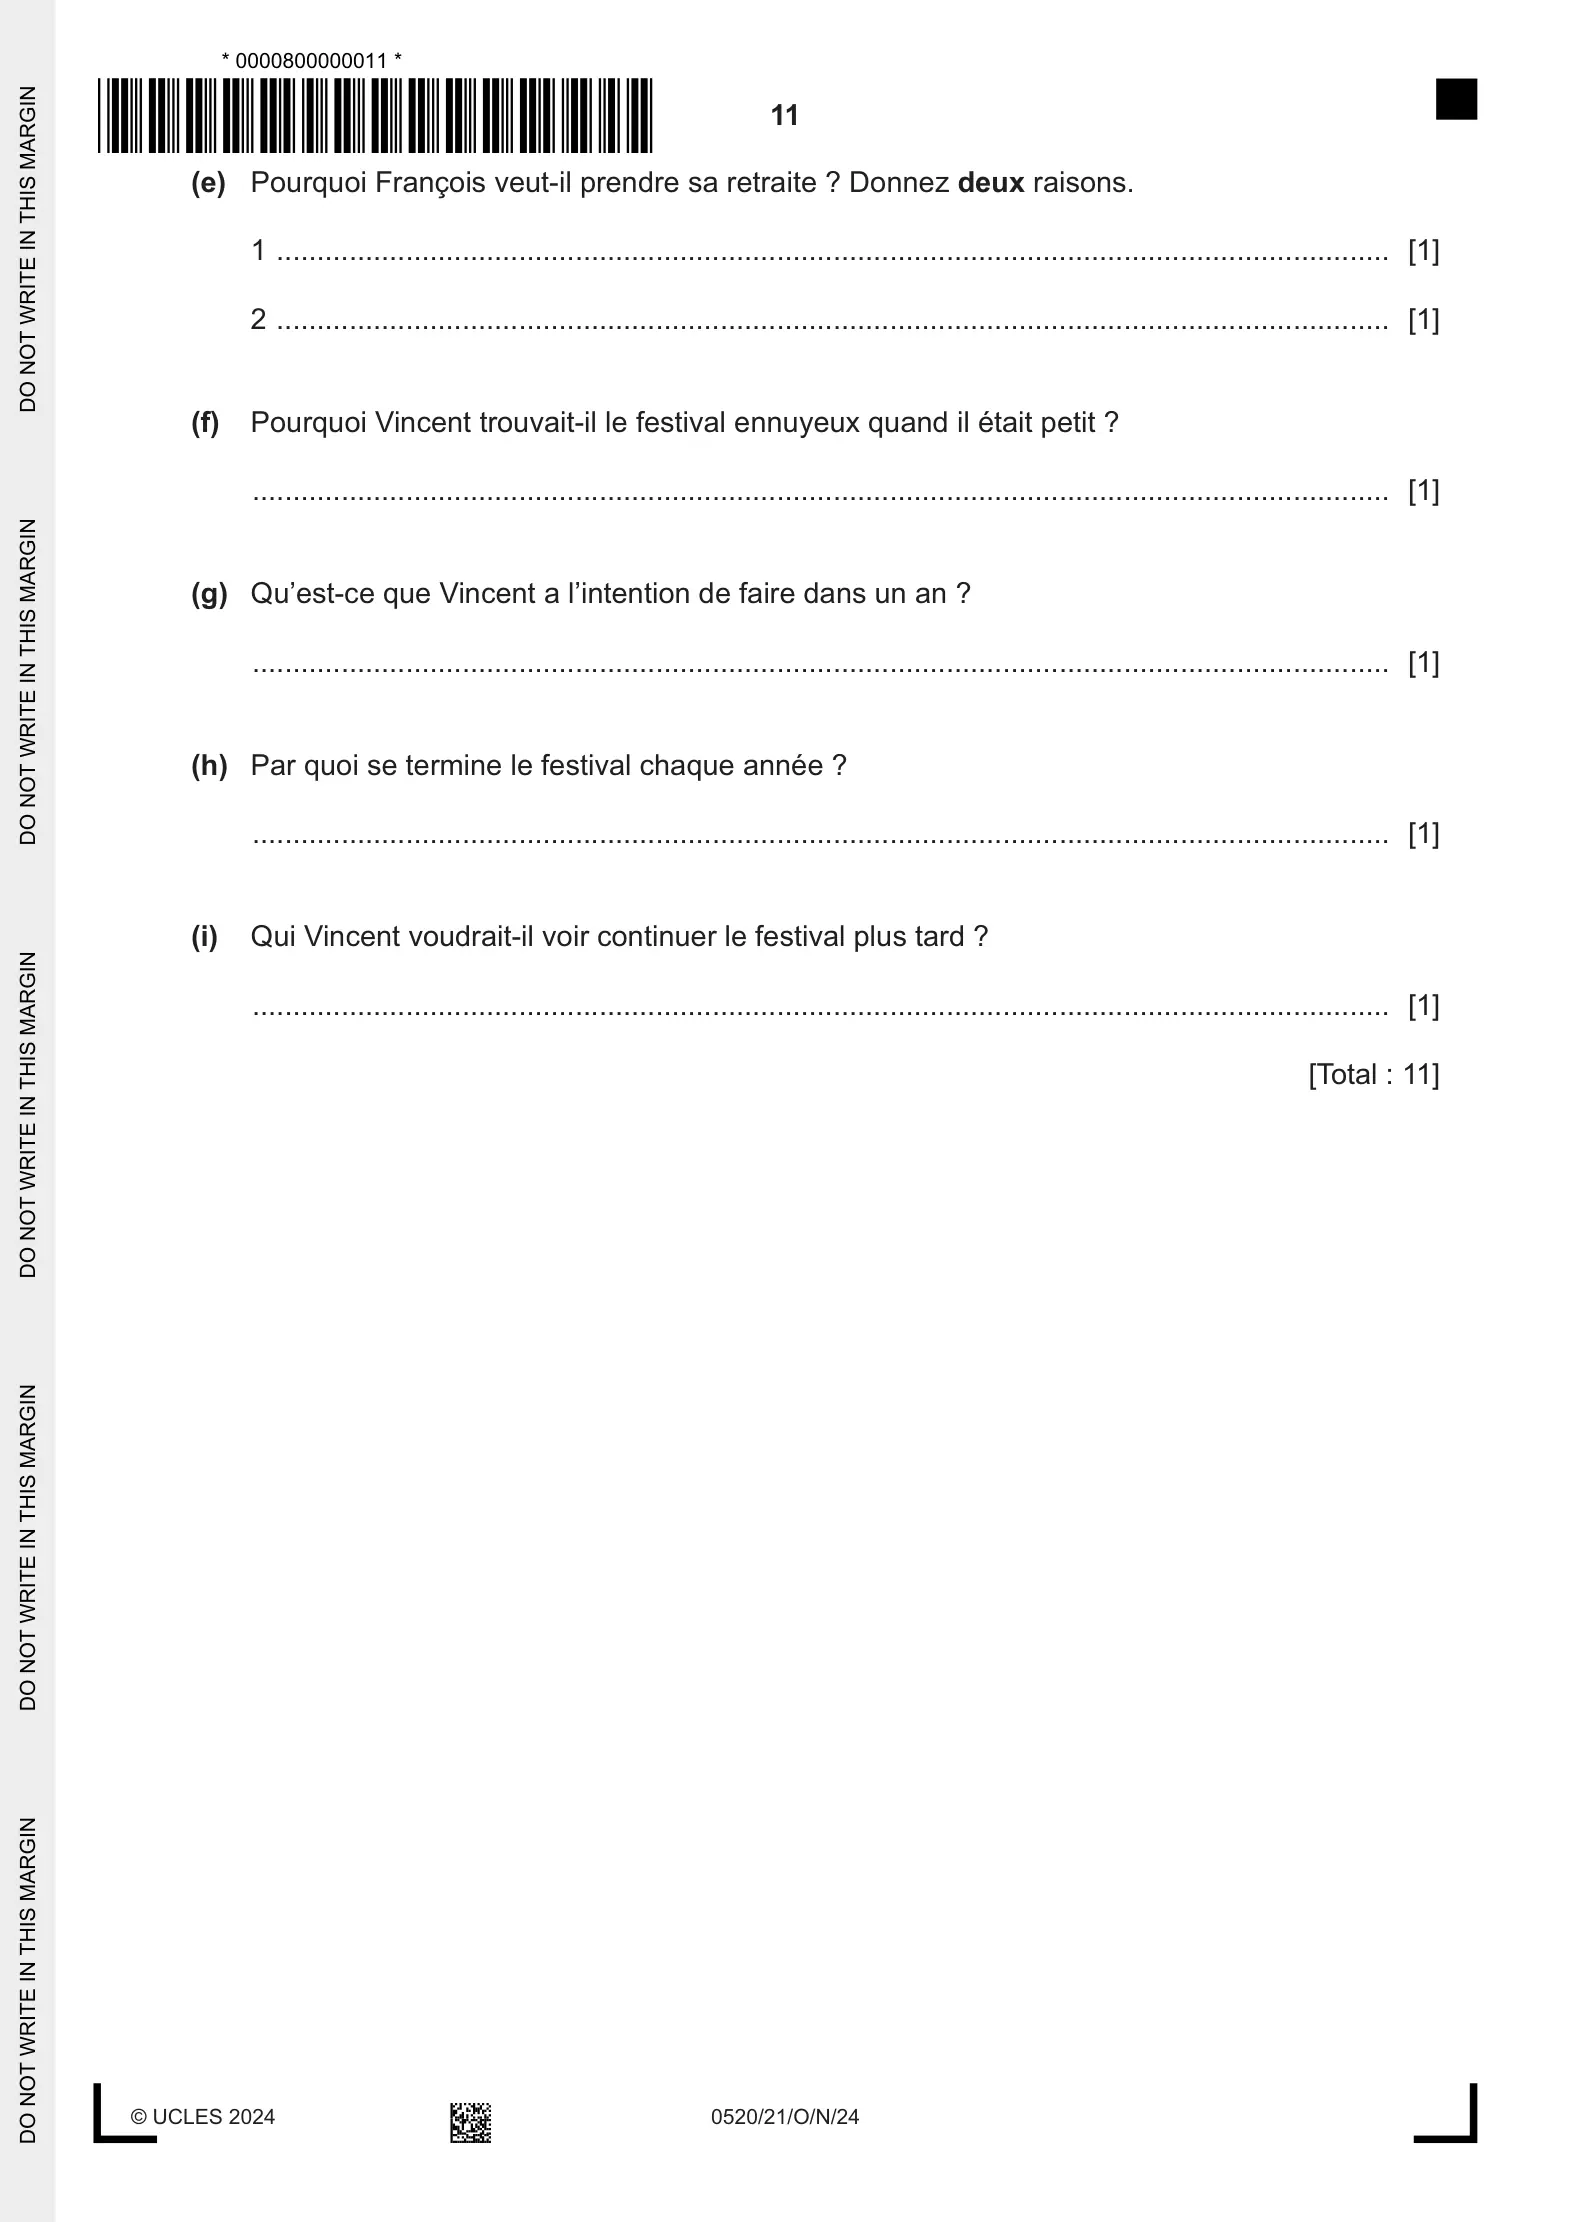 * 0000800000011 *
11
(e) Pourquoi François veut-il prendre sa retraite ? Donnez deux raisons.
1 .......................................................................................................................................... [1]
2 .......................................................................................................................................... [1]
(f) Pourquoi Vincent trouvait-il le festival ennuyeux quand il était petit ?
............................................................................................................................................. [1]
(g) Qu’est-ce que Vincent a l’intention de faire dans un an ?
............................................................................................................................................. [1]
(h) Par quoi se termine le festival chaque année ?
............................................................................................................................................. [1]
(i) Qui Vincent voudrait-il voir continuer le festival plus tard ?
............................................................................................................................................. [1]
[Total : 11]
DO NOT WRITE IN THIS MARGIN
DO NOT WRITE IN THIS MARGIN
DO NOT WRITE IN THIS MARGIN
DO NOT WRITE IN THIS MARGIN
DO NOT WRITE IN THIS MARGIN
© UCLES 2024
0520/21/O/N/24